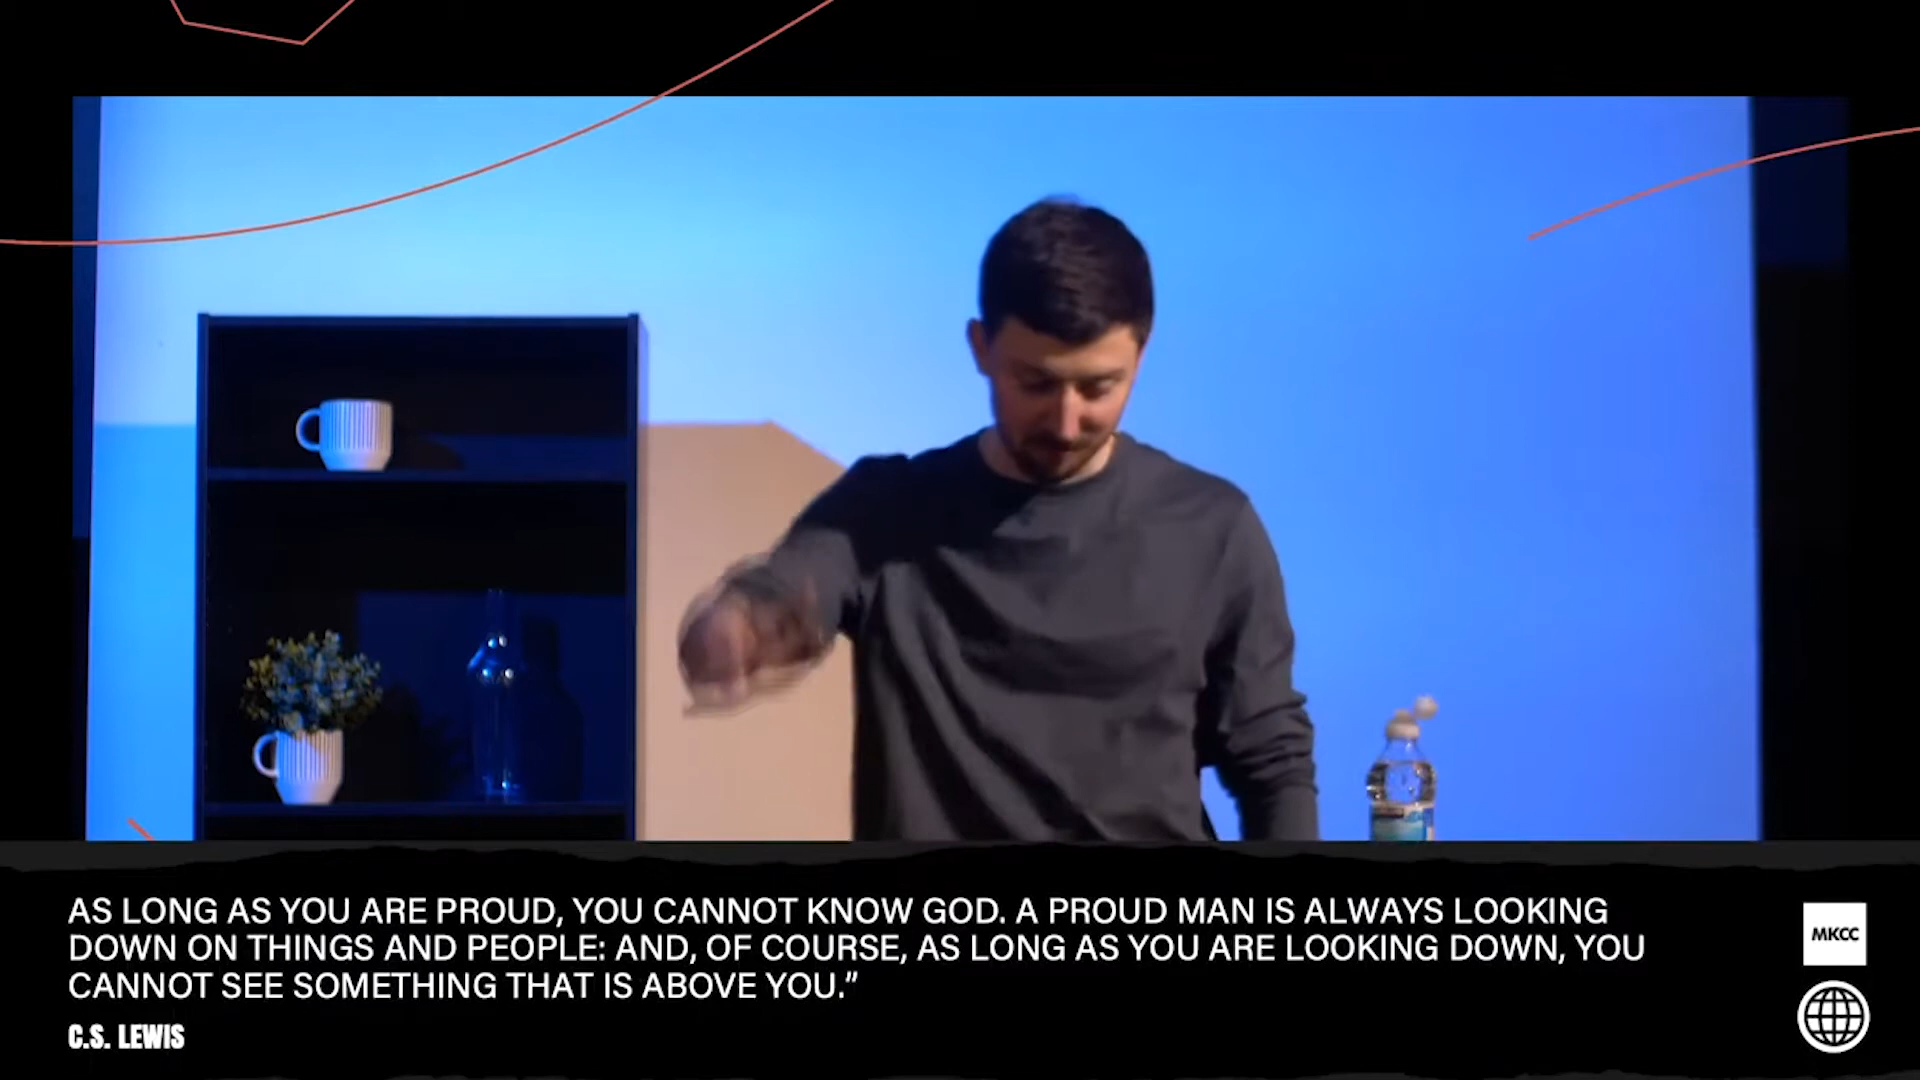 AS LONG AS YOU ARE PROUD, YOU CANNOT KNOW GOD. A PROUD MAN IS ALWAYS LOOKING
DOWN ON THINGS AND PEOPLE: AND, OF COURSE, AS LONG AS YOU ARE LOOKING DOWN, YOU
CANNOT SEE SOMETHING THAT IS ABOVE YOU.”
C.S. LEWIS
MKCC